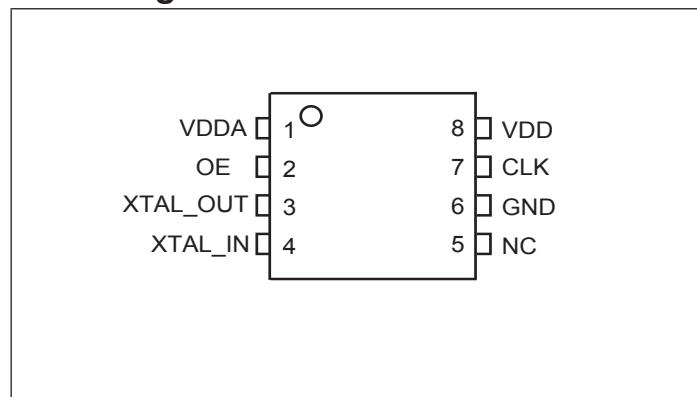 VDDA 1 8 VDD
OE 2 7 CLK
XTAL_OUT 3 6 GND
XTAL_IN 4 5 NC